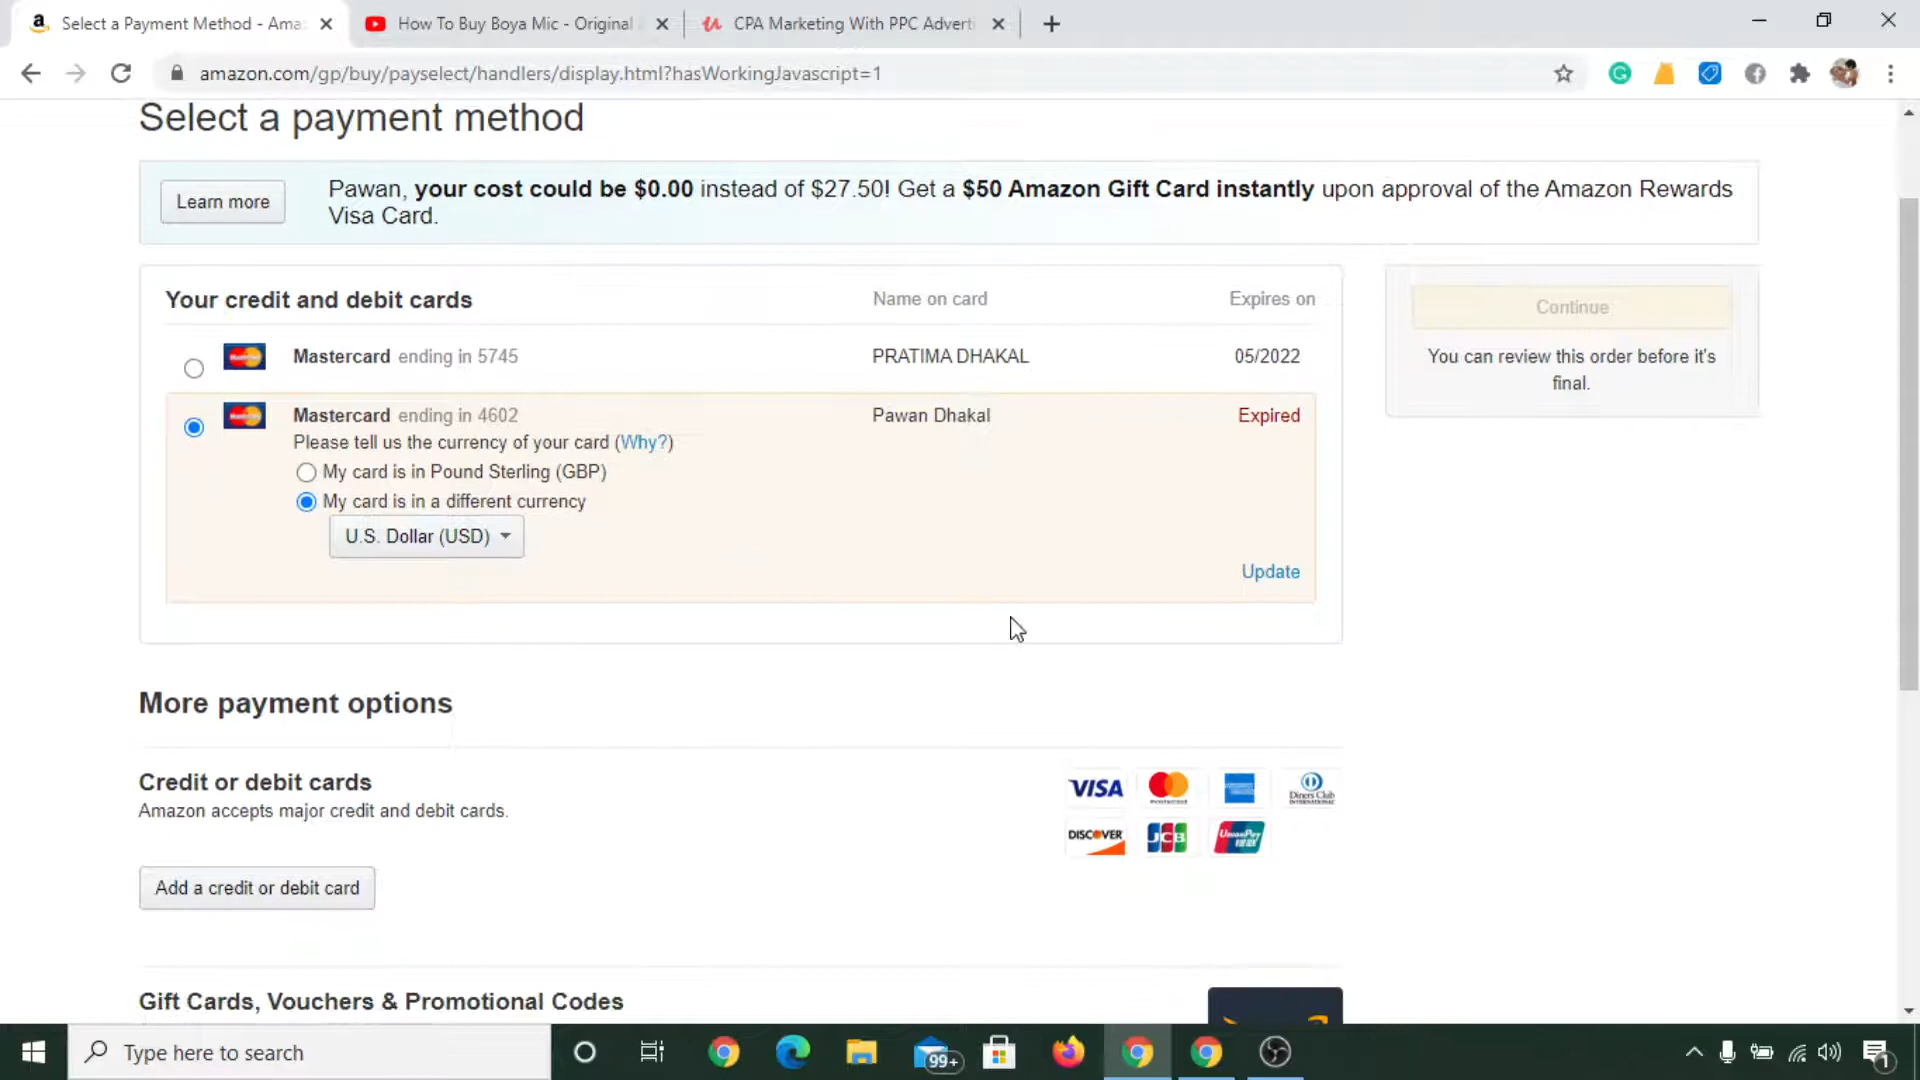 Select a Payment Method - Ama
How To Buy Boya Mic - Original
CPA Marketing With PPC Adverti
amazon.com/gp/buy/payselect/handlers/display.html?hasWorkingJavascript=1
Select a payment method
Learn more
Pawan, your cost could be $0.00 instead of $27.50! Get a $50 Amazon Gift Card instantly upon approval of the Amazon Rewards
Visa Card.
Your credit and debit cards
Name on card
Expires on
Mastercard ending in 5745
PRATIMA DHAKAL
05/2022
Mastercard ending in 4602
Pawan Dhakal
Expired
Please tell us the currency of your card (Why?)
My card is in Pound Sterling (GBP)
My card is in a different currency
U.S. Dollar (USD)
Update
Continue
You can review this order before it's
final.
More payment options
Credit or debit cards
Amazon accepts major credit and debit cards.
VISA
mastercard
Diners Club
INTERNATIONAL
DISCOVER
JCB
UnionPay
Add a credit or debit card
Gift Cards, Vouchers & Promotional Codes
Type here to search
99+
1